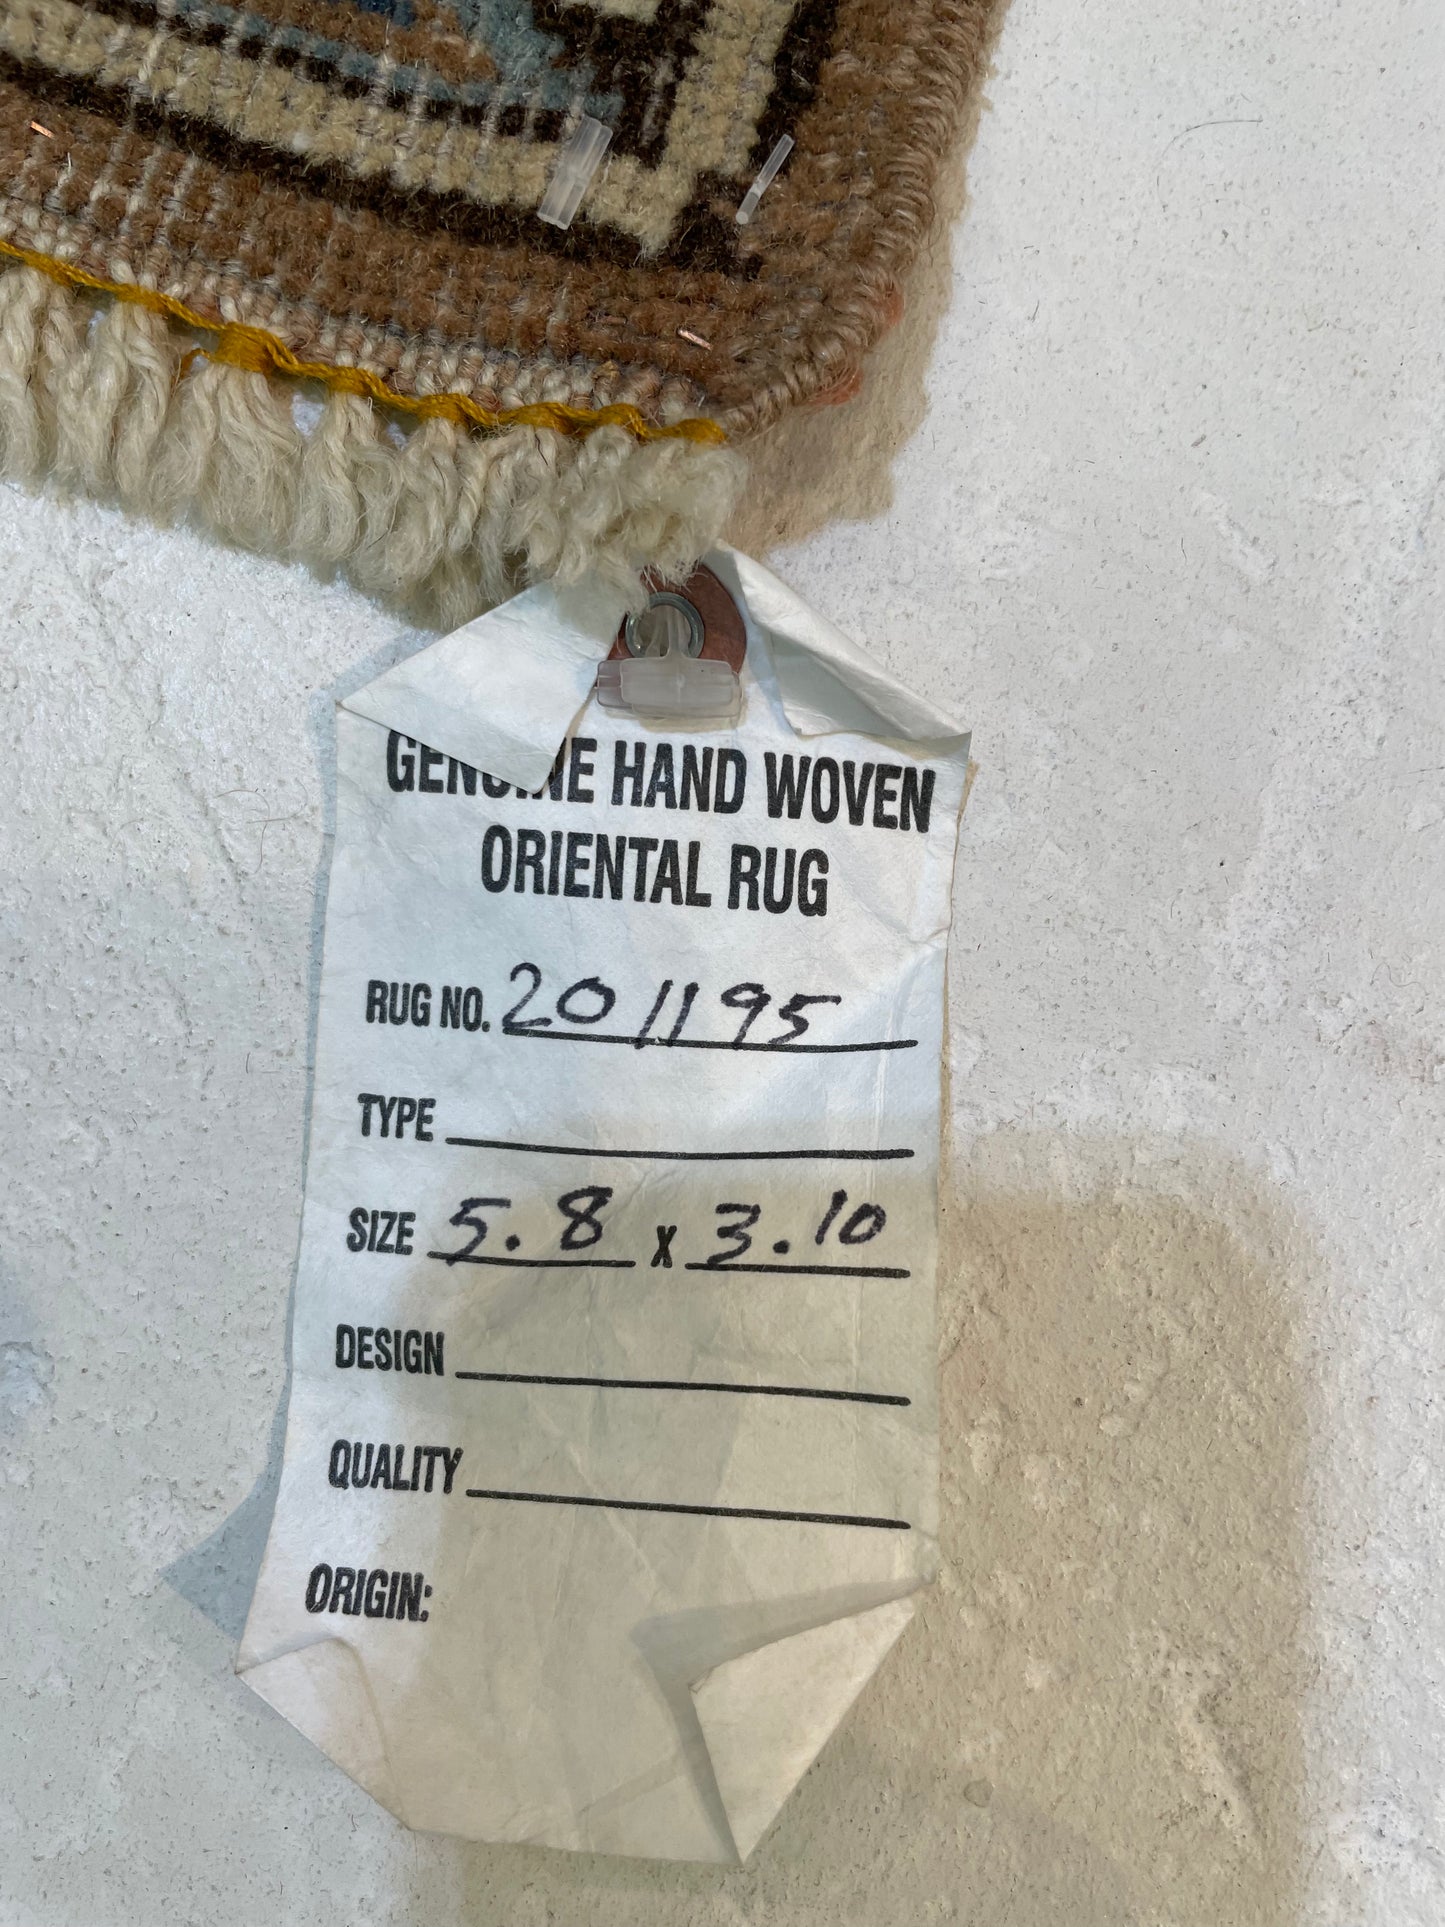 GENUINE HAND WOVEN
ORIENTAL RUG
RUG NO. 201195
TYPE
SIZE 5.8 X 3.10
DESIGN
QUALITY
ORIGIN: